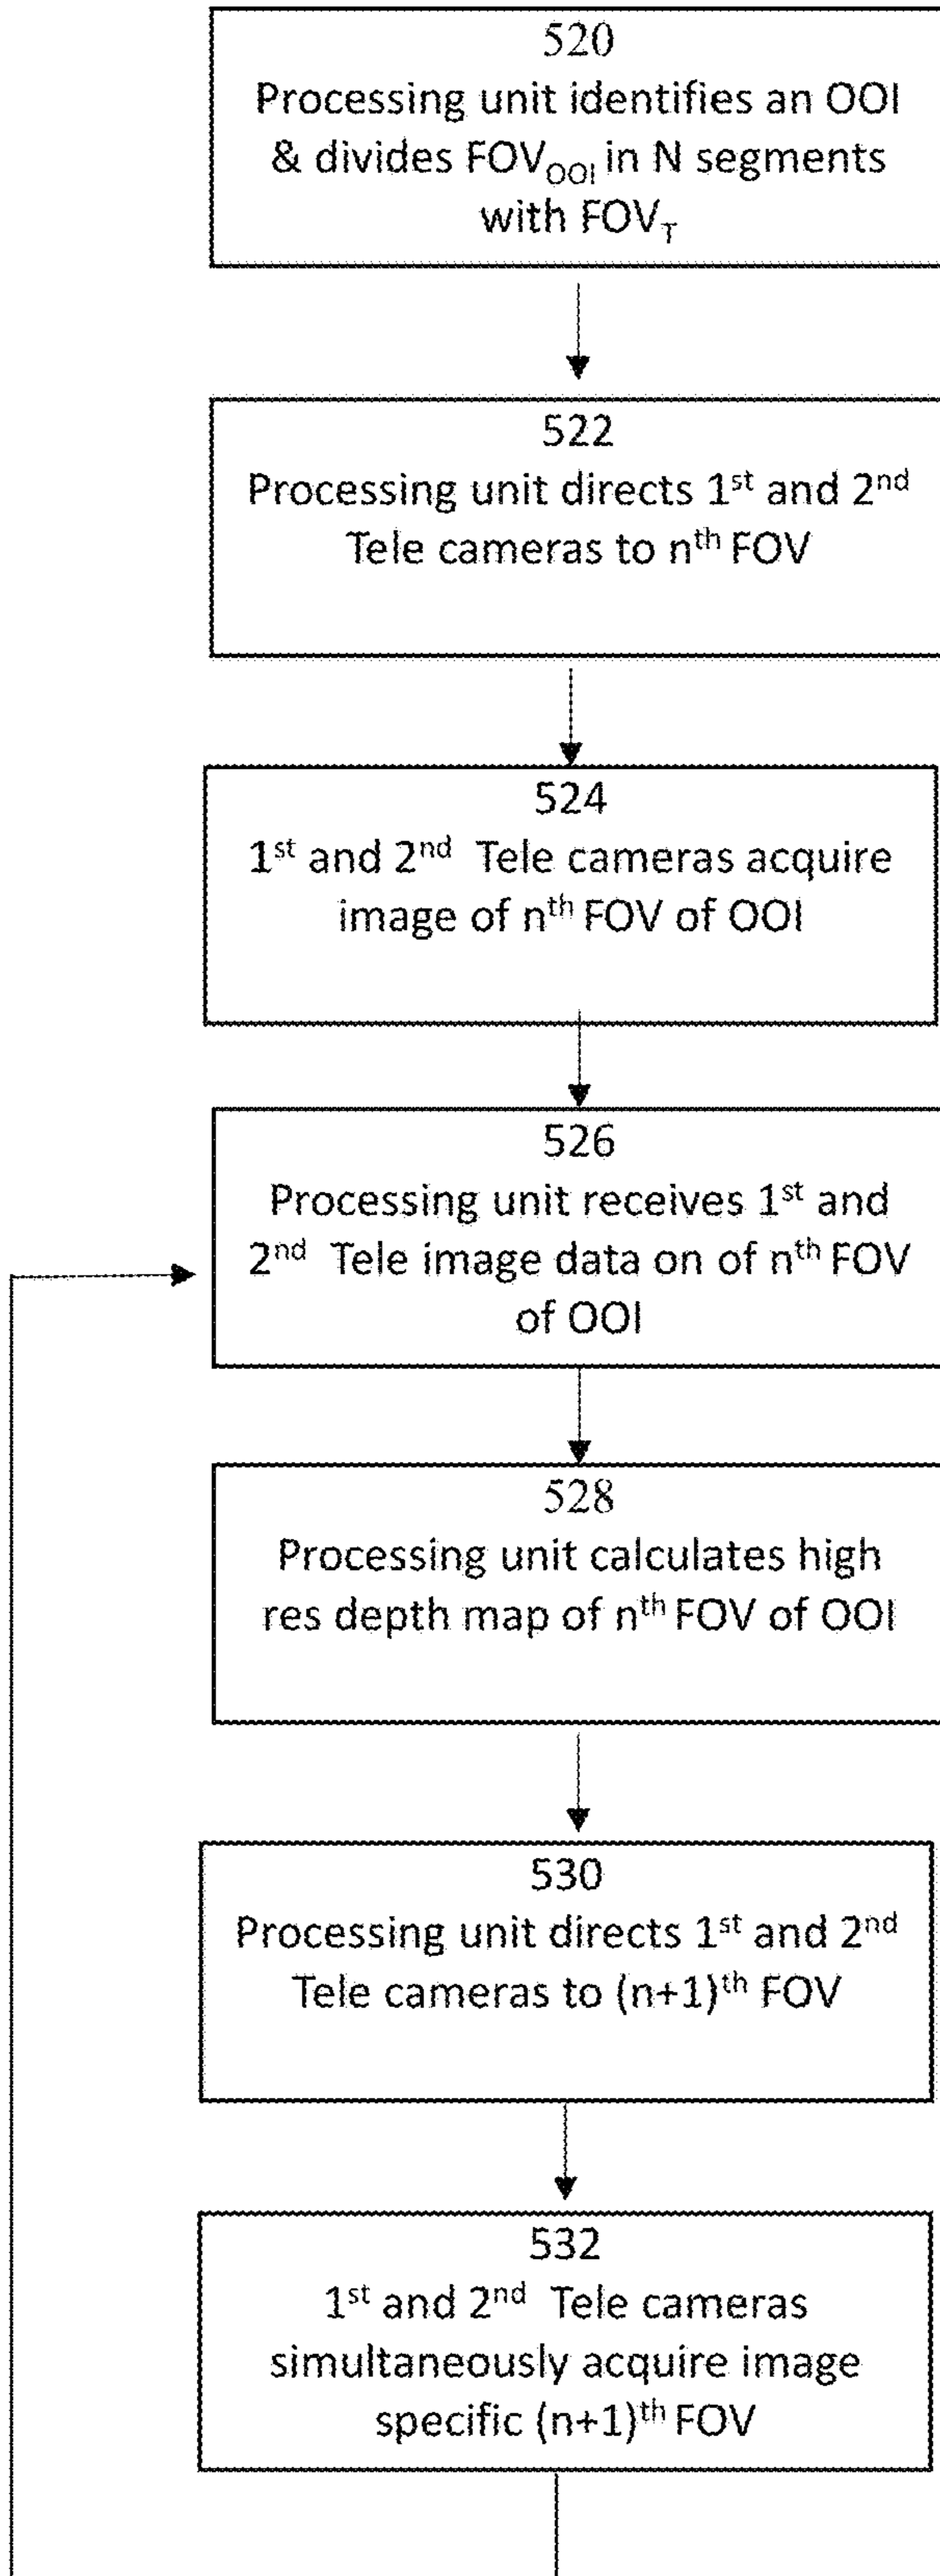 520
Processing unit identifies an OOI
& divides FOV_OOI in N segments
with FOV_T
522
Processing unit directs 1st and 2nd
Tele cameras to nth FOV
524
1st and 2nd Tele cameras acquire
image of nth FOV of OOI
526
Processing unit receives 1st and
2nd Tele image data on of nth FOV
of OOI
528
Processing unit calculates high
res depth map of nth FOV of OOI
530
Processing unit directs 1st and 2nd
Tele cameras to (n+1)th FOV
532
1st and 2nd Tele cameras
simultaneously acquire image
specific (n+1)th FOV